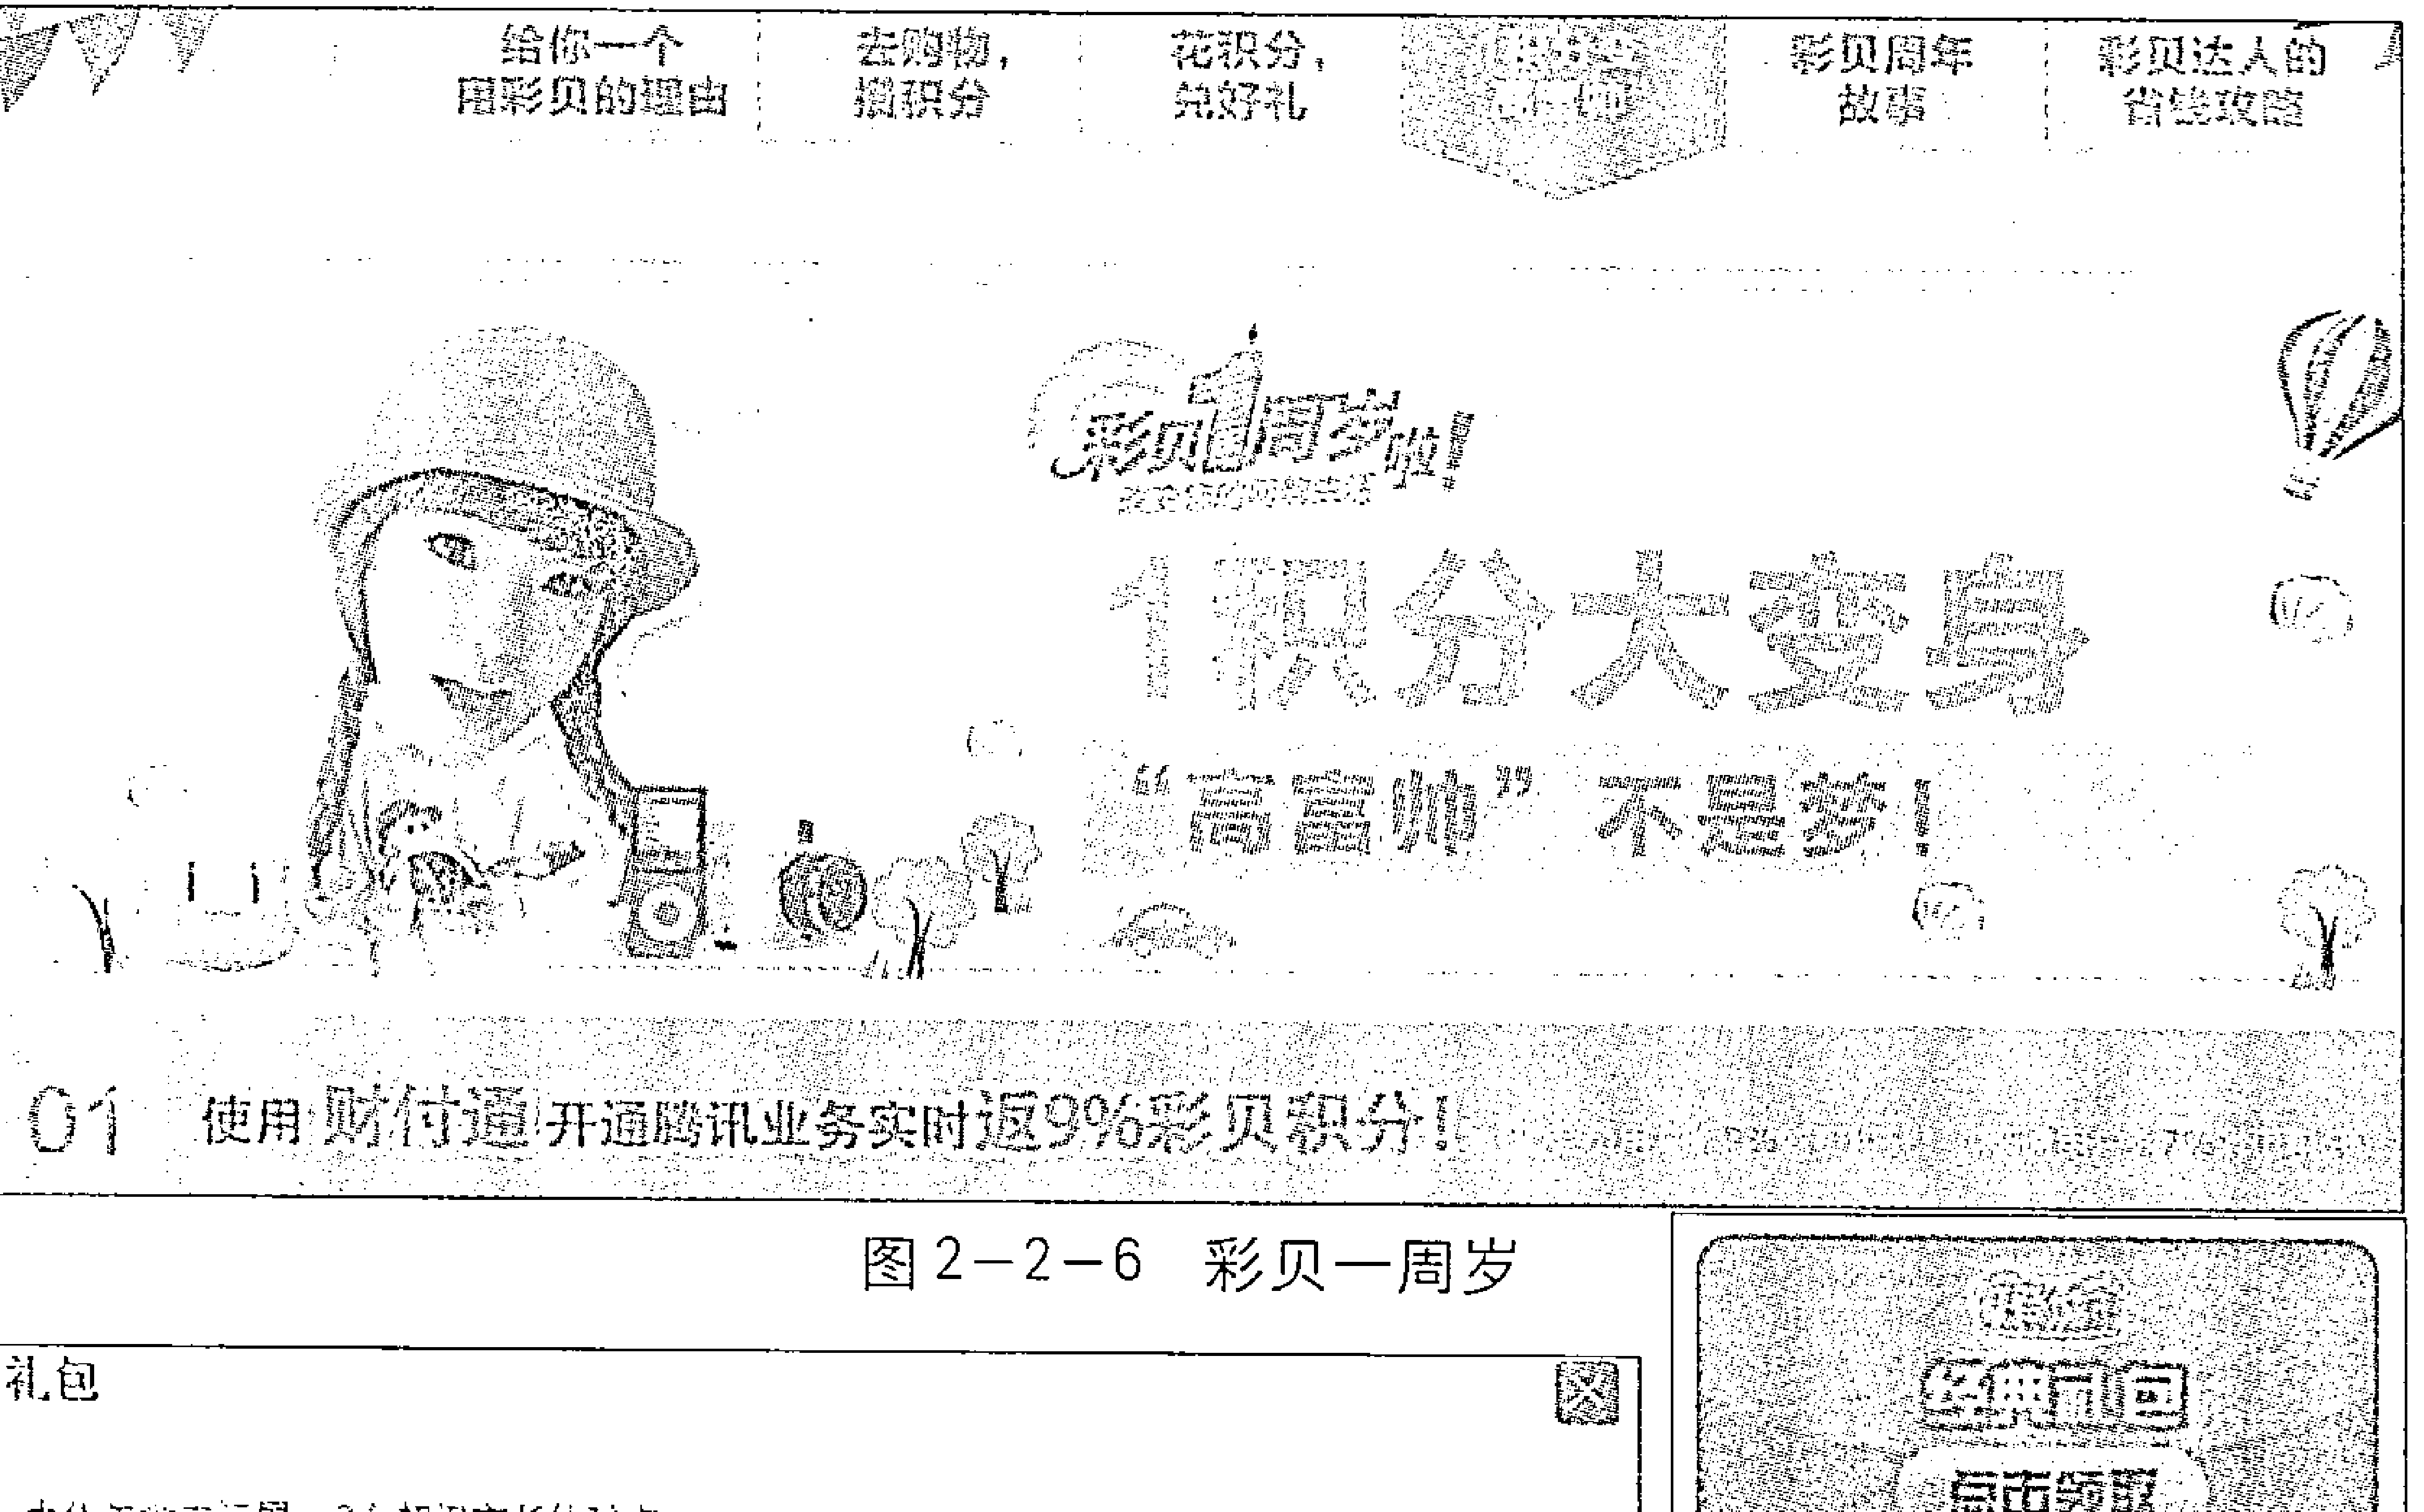 给你一个
用彩贝的理由
去购物，
攒积分
花积分，
兑好礼
彩贝周年
故事
彩贝达人的
省钱攻略
彩贝1周岁啦！
1积分大变身
“高富帅”不是梦！
01 使用财付通开通腾讯业务实时返9%彩贝积分！
图2-2-6 彩贝一周岁
礼包
经典礼包